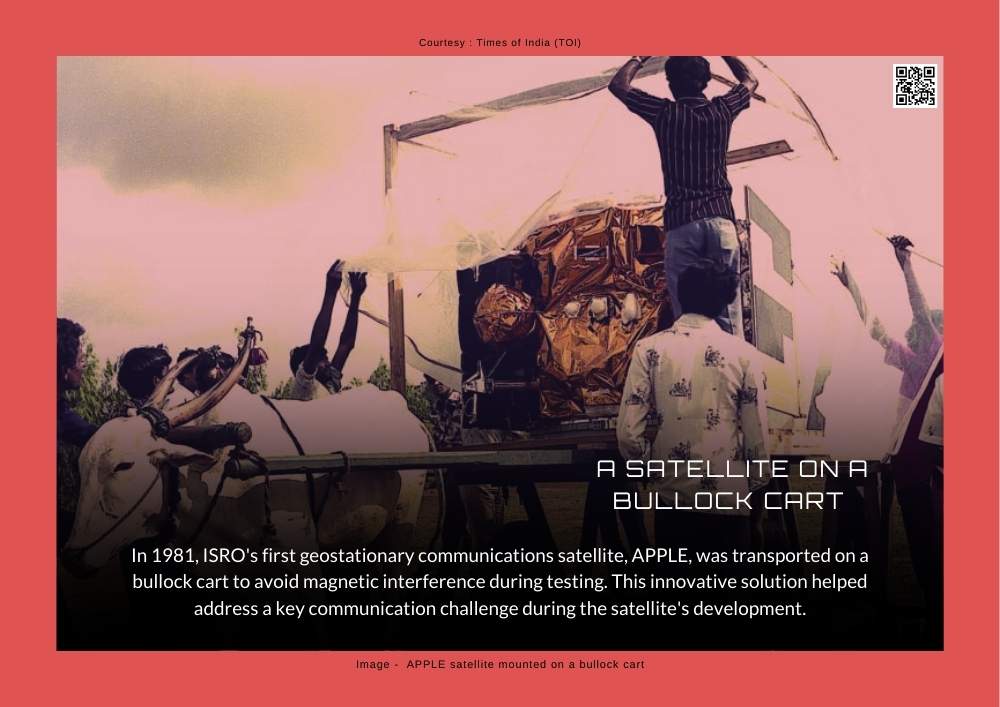 Courtesy : Times of India (TOI)
A SATELLITE ON A
BULLOCK CART
In 1981, ISRO's first geostationary communications satellite, APPLE, was transported on a
bullock cart to avoid magnetic interference during testing. This innovative solution helped
address a key communication challenge during the satellite's development.
Image - APPLE satellite mounted on a bullock cart